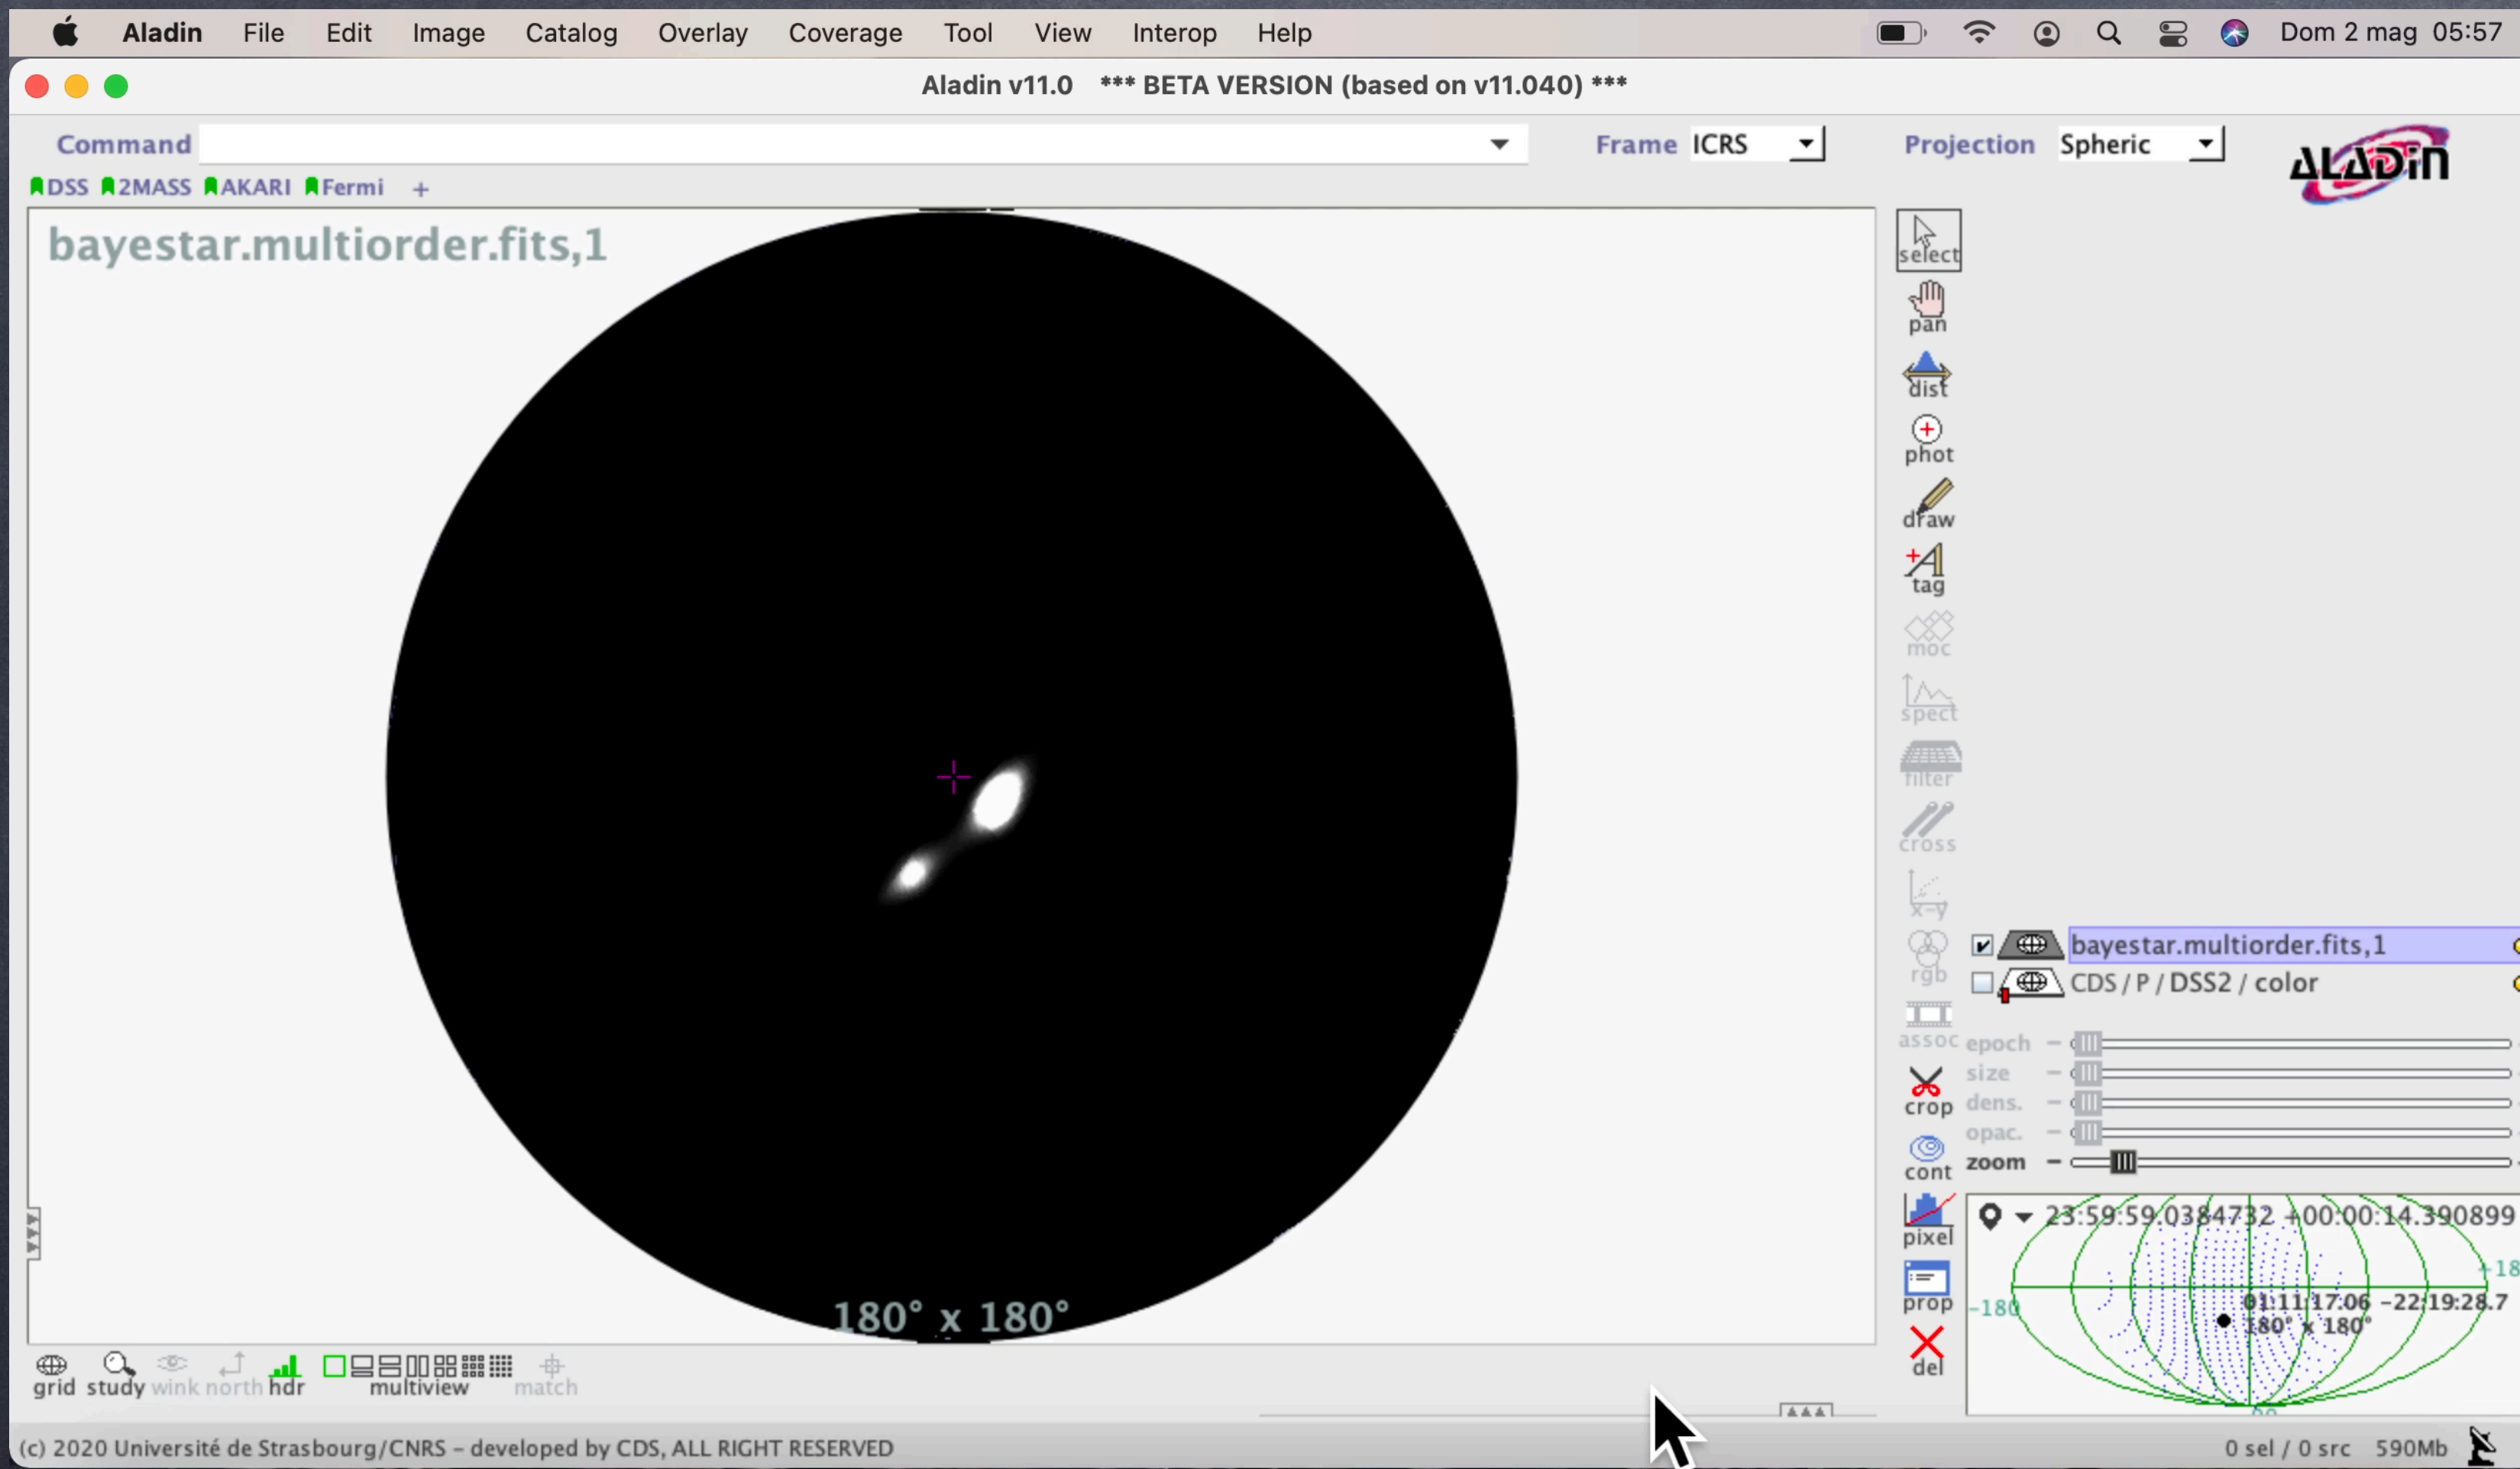 Aladin File Edit Image Catalog Overlay Coverage Tool View Interop Help Dom 2 mag 05:57
Aladin v11.0 *** BETA VERSION (based on v11.040) ***
Command Frame ICRS Projection Spheric ALADIN
DSS 2MASS AKARI Fermi +
bayestar.multiorder.fits,1
180° x 180°
select
pan
dist
phot
draw
tag
moc
spect
filter
cross
x-y
rgb
assoc
crop
cont
pixel
prop
del
bayestar.multiorder.fits,1
CDS / P / DSS2 / color
epoch
size
dens.
opac.
zoom
23:59:59.0384732 +00:00:14.390899
+18
-180
01:11:17.06 -22:19:28.7
180° x 180°
grid study wink north hdr multiview match
(c) 2020 Université de Strasbourg/CNRS – developed by CDS, ALL RIGHT RESERVED 0 sel / 0 src 590Mb